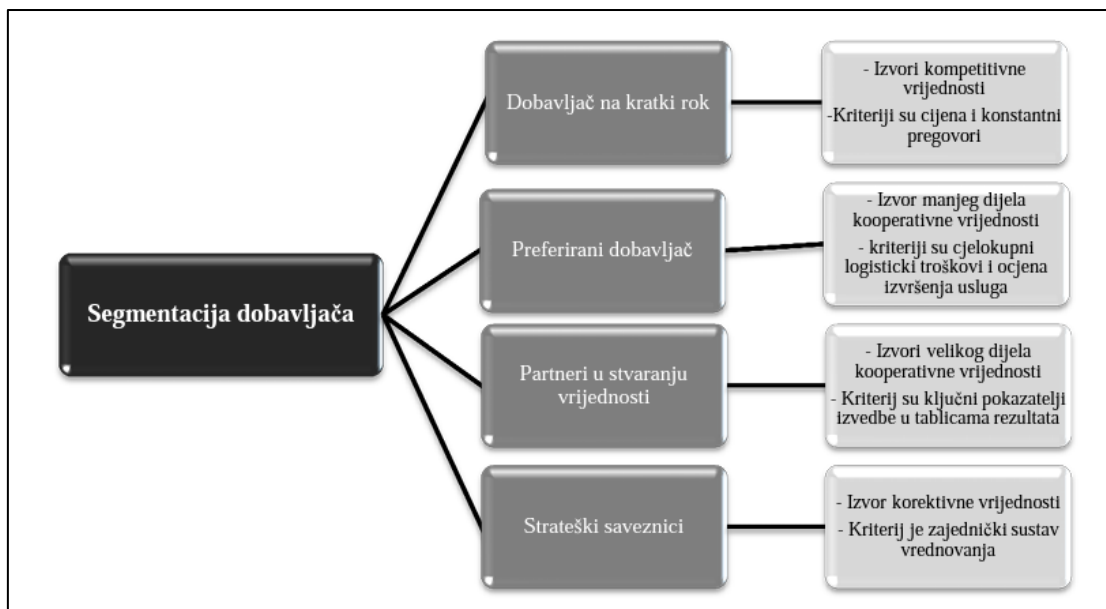 Segmentacija dobavljača
Dobavljač na kratki rok
- Izvori kompetitivne
vrijednosti
-Kriteriji su cijena i konstantni
pregovori
Preferirani dobavljač
- Izvor manjeg dijela
kooperativne vrijednosti
- kriteriji su cjelokupni
logisticki troškovi i ocjena
izvršenja usluga
Partneri u stvaranju
vrijednosti
- Izvori velikog dijela
kooperativne vrijednosti
- Kriterij su ključni pokazatelji
izvedbe u tablicama rezultata
Strateški saveznici
- Izvor korektivne vrijednosti
- Kriterij je zajednički sustav
vrednovanja